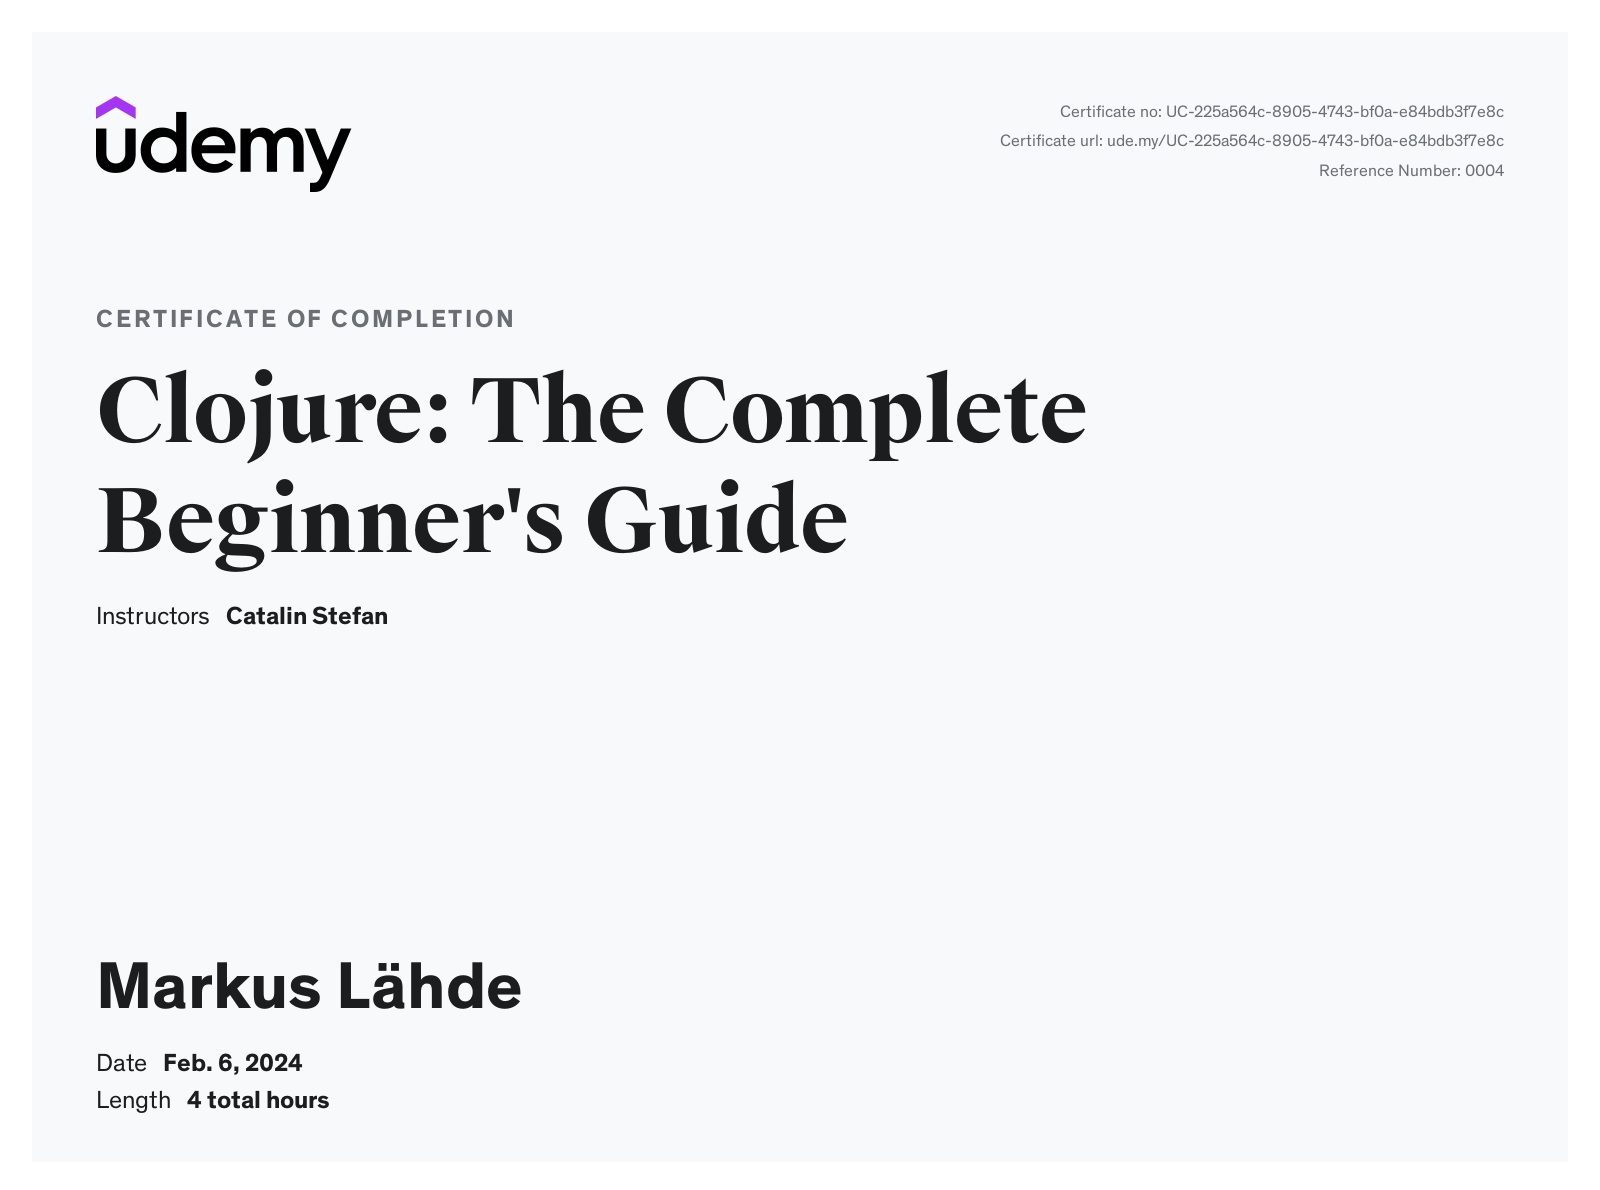 udemy
Certificate no: UC-225a564c-8905-4743-bf0a-e84bdb3f7e8c
Certificate url: ude.my/UC-225a564c-8905-4743-bf0a-e84bdb3f7e8c
Reference Number: 0004
CERTIFICATE OF COMPLETION
Clojure: The Complete
Beginner's Guide
Instructors Catalin Stefan
Markus Lähde
Date Feb. 6, 2024
Length 4 total hours